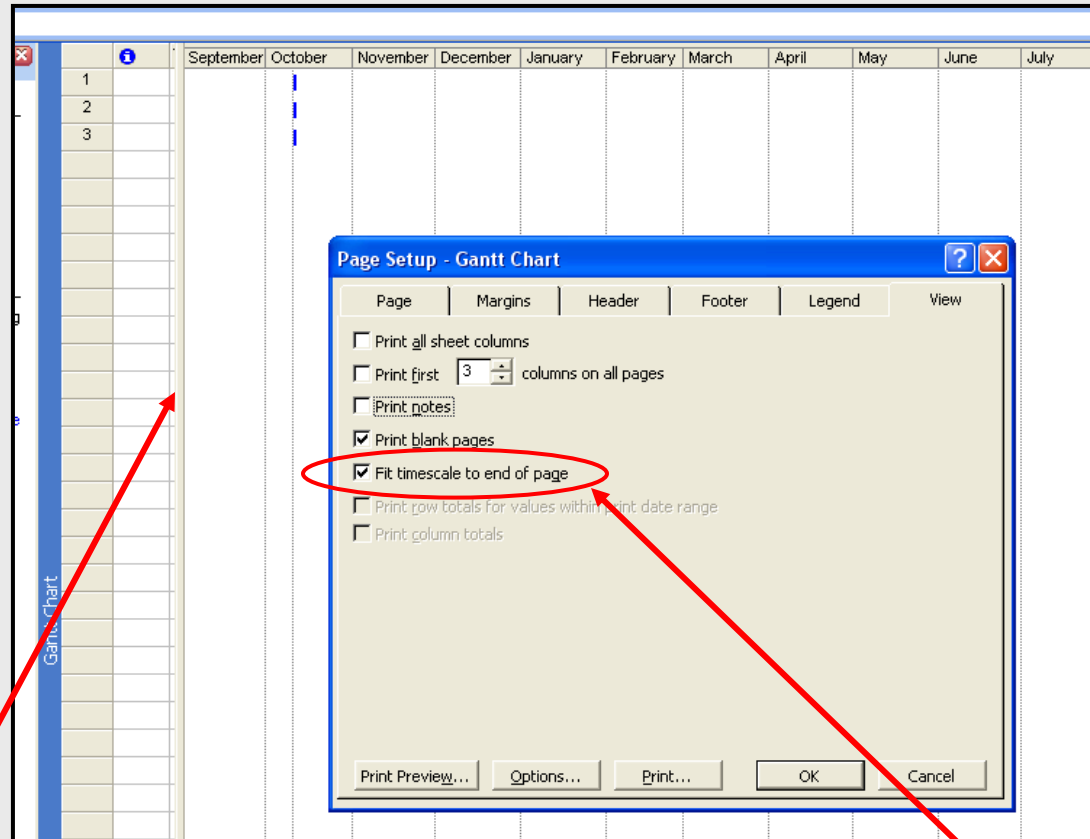 September October November December January February March April May June July
1
2
3
Page Setup - Gantt Chart
Page Margins Header Footer Legend View
Print all sheet columns
Print first 3 columns on all pages
Print notes
Print blank pages
Fit timescale to end of page
Print row totals for values within print date range
Print column totals
Gantt Chart
Print Preview... Options... Print... OK Cancel